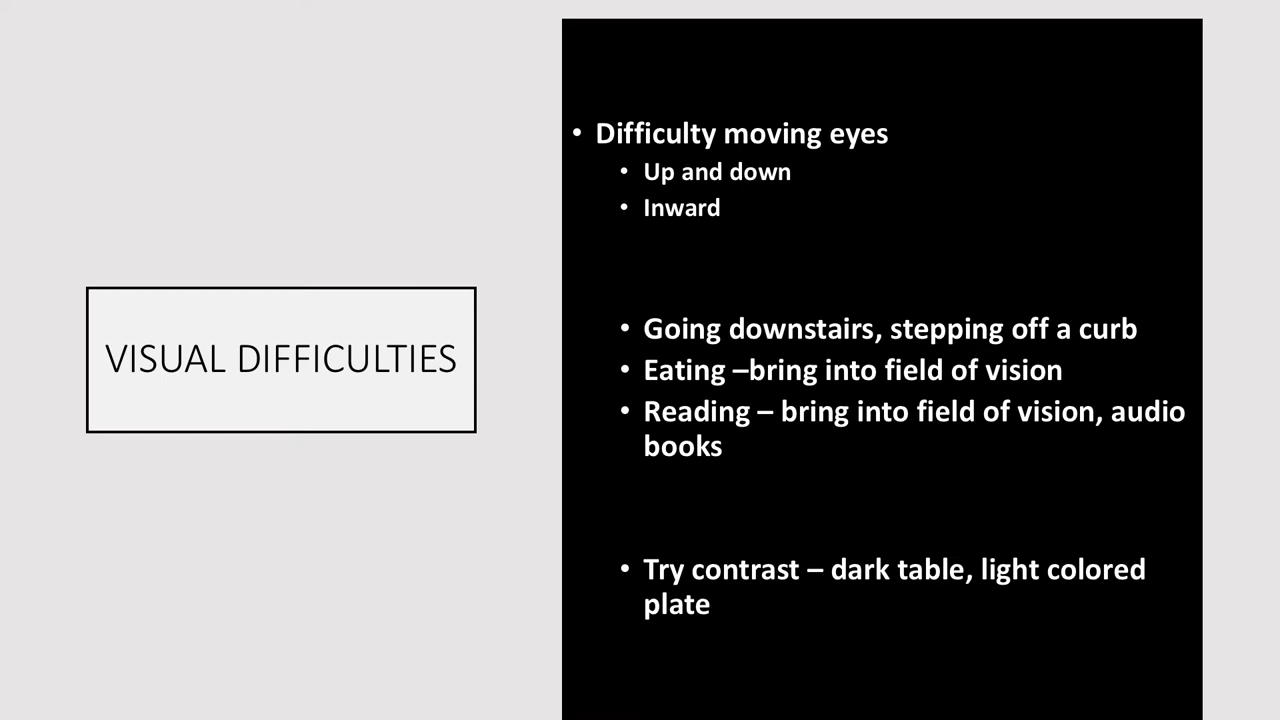 VISUAL DIFFICULTIES
• Difficulty moving eyes
• Up and down
• Inward
• Going downstairs, stepping off a curb
• Eating –bring into field of vision
• Reading – bring into field of vision, audio
books
• Try contrast – dark table, light colored
plate